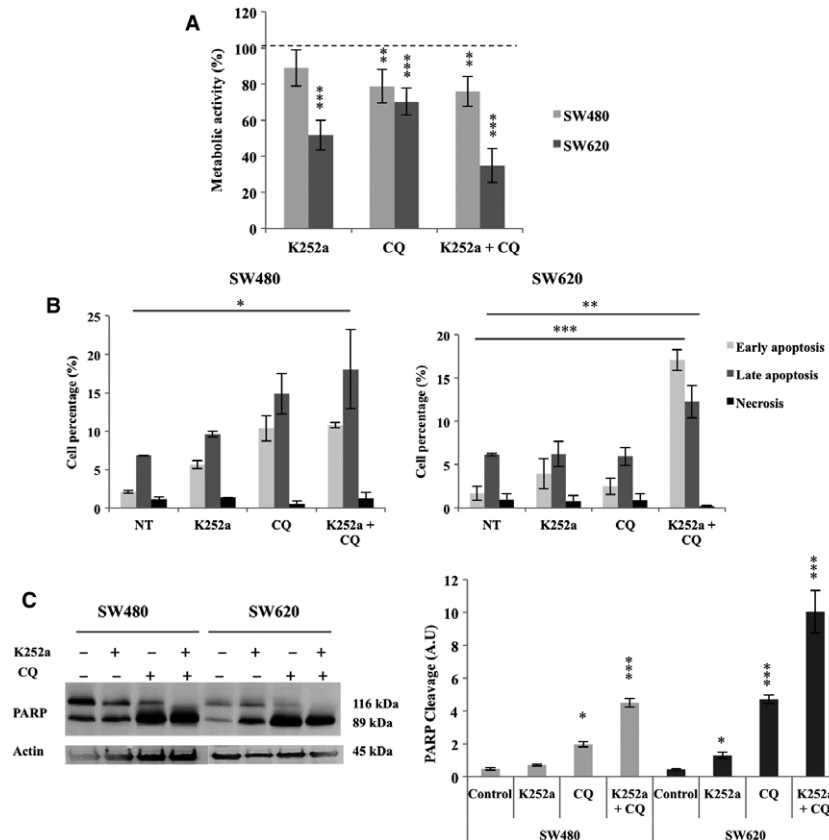 A
Metabolic activity (%)
120
100
80
60
40
20
0
** *** **
*** ***
SW480
SW620
K252a CQ K252a + CQ
B
SW480
*
Cell percentage (%)
25
20
15
10
5
0
NT K252a CQ K252a +
CQ
SW620
**
***
Cell percentage (%)
20
15
10
5
0
NT K252a CQ K252a +
CQ
Early apoptosis
Late apoptosis
Necrosis
C
SW480 SW620
K252a – + – + – + – +
CQ – – + + – – + +
PARP
116 kDa
89 kDa
Actin 45 kDa
PARP Cleavage (A.U)
12
10
8
6
4
2
0
* *** * *** ***
Control K252a CQ K252a Control K252a CQ K252a
+ CQ + CQ
SW480 SW620